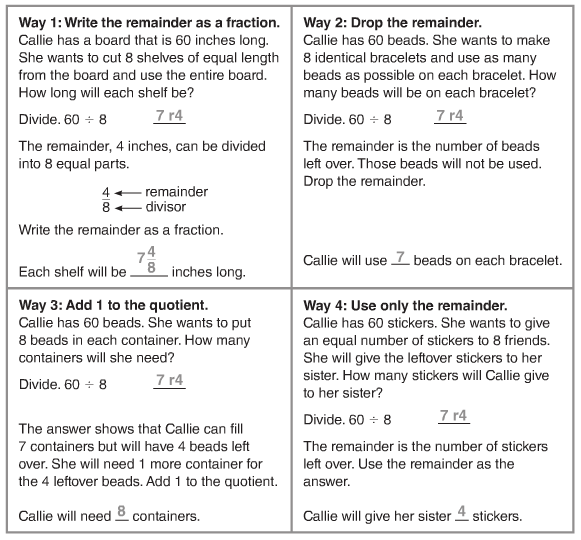 Way 1: Write the remainder as a fraction.
Callie has a board that is 60 inches long.
She wants to cut 8 shelves of equal length
from the board and use the entire board.
How long will each shelf be?
Divide. 60 ÷ 8 7 r4
The remainder, 4 inches, can be divided
into 8 equal parts.
4 remainder
8 divisor
Write the remainder as a fraction.
Each shelf will be 7 4/8 inches long.
Way 2: Drop the remainder.
Callie has 60 beads. She wants to make
8 identical bracelets and use as many
beads as possible on each bracelet. How
many beads will be on each bracelet?
Divide. 60 ÷ 8 7 r4
The remainder is the number of beads
left over. Those beads will not be used.
Drop the remainder.
Callie will use 7 beads on each bracelet.
Way 3: Add 1 to the quotient.
Callie has 60 beads. She wants to put
8 beads in each container. How many
containers will she need?
Divide. 60 ÷ 8 7 r4
The answer shows that Callie can fill
7 containers but will have 4 beads left
over. She will need 1 more container for
the 4 leftover beads. Add 1 to the quotient.
Callie will need 8 containers.
Way 4: Use only the remainder.
Callie has 60 stickers. She wants to give
an equal number of stickers to 8 friends.
She will give the leftover stickers to her
sister. How many stickers will Callie give
to her sister?
Divide. 60 ÷ 8 7 r4
The remainder is the number of stickers
left over. Use the remainder as the
answer.
Callie will give her sister 4 stickers.